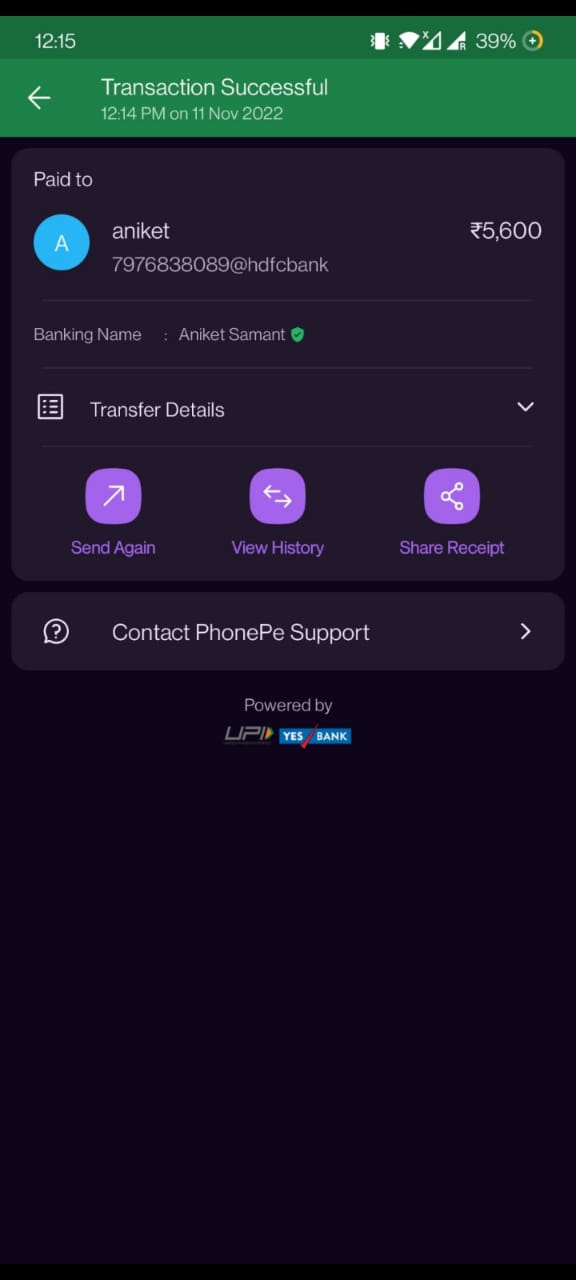 12:15 X R 39%
Transaction Successful
12:14 PM on 11 Nov 2022
Paid to
A aniket ₹5,600
7976838089@hdfcbank
Banking Name : Aniket Samant
Transfer Details
Send Again View History Share Receipt
Contact PhonePe Support
Powered by
UPI YES BANK